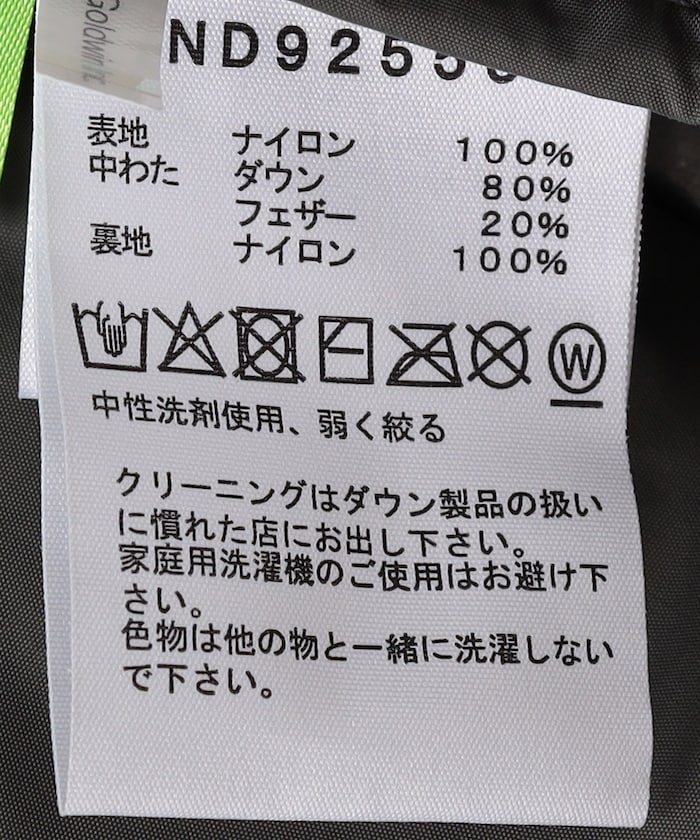 Goldwin
表地 ナイロン 100%
中わた ダウン 80%
フェザー 20%
裏地 ナイロン 100%
W
中性洗剤使用、弱く絞る
クリーニングはダウン製品の扱い
に慣れた店にお出し下さい。
家庭用洗濯機のご使用はお避け下
さい。
色物は他の物と一緒に洗濯しない
で下さい。